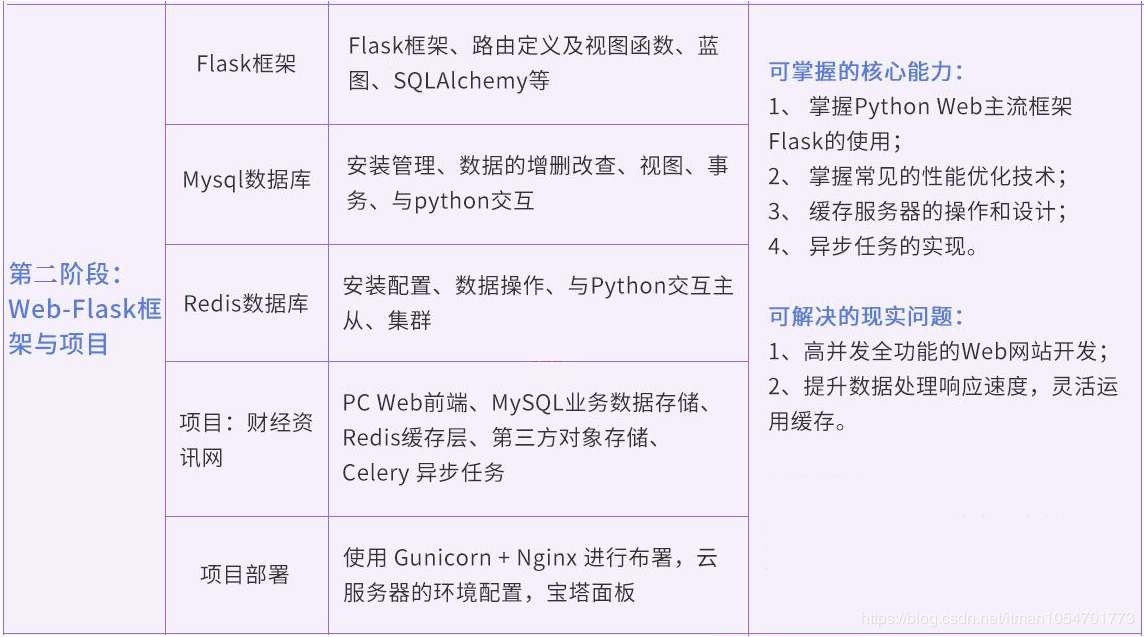 第二阶段：
Web-Flask框
架与项目
Flask框架
Flask框架、路由定义及视图函数、蓝
图、SQLAlchemy等
Mysql数据库
安装管理、数据的增删改查、视图、事
务、与python交互
Redis数据库
安装配置、数据操作、与Python交互主
从、集群
项目：财经资
讯网
PC Web前端、MySQL业务数据存储、
Redis缓存层、第三方对象存储、
Celery 异步任务
项目部署
使用 Gunicorn + Nginx 进行布署，云
服务器的环境配置，宝塔面板
可掌握的核心能力：
1、 掌握Python Web主流框架
Flask的使用；
2、 掌握常见的性能优化技术；
3、 缓存服务器的操作和设计；
4、 异步任务的实现。
可解决的现实问题：
1、高并发全功能的Web网站开发；
2、提升数据处理响应速度，灵活运
用缓存。
https://blog.csdn.net/itman1054701773